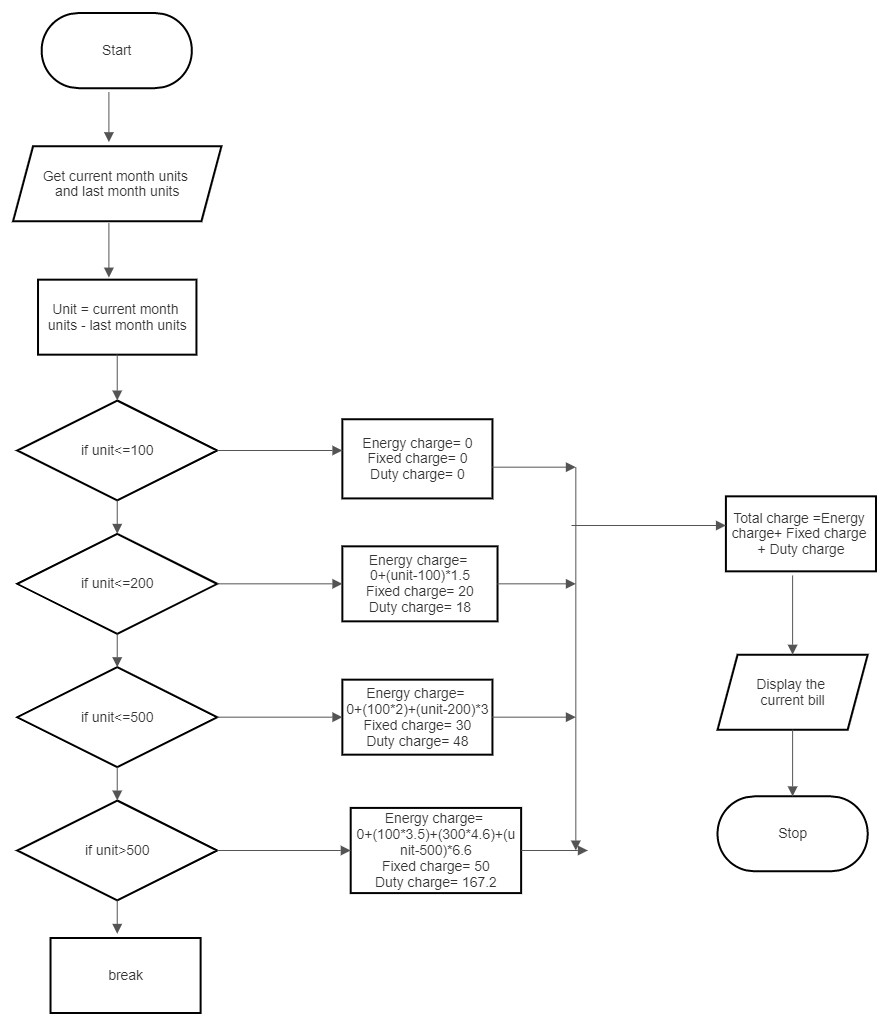 Start
Get current month units
and last month units
Unit = current month
units - last month units
if unit<=100
Energy charge= 0
Fixed charge= 0
Duty charge= 0
if unit<=200
Energy charge=
0+(unit-100)*1.5
Fixed charge= 20
Duty charge= 18
if unit<=500
Energy charge=
0+(100*2)+(unit-200)*3
Fixed charge= 30
Duty charge= 48
if unit>500
Energy charge=
0+(100*3.5)+(300*4.6)+(u
nit-500)*6.6
Fixed charge= 50
Duty charge= 167.2
break
Total charge =Energy
charge+ Fixed charge
+ Duty charge
Display the
current bill
Stop